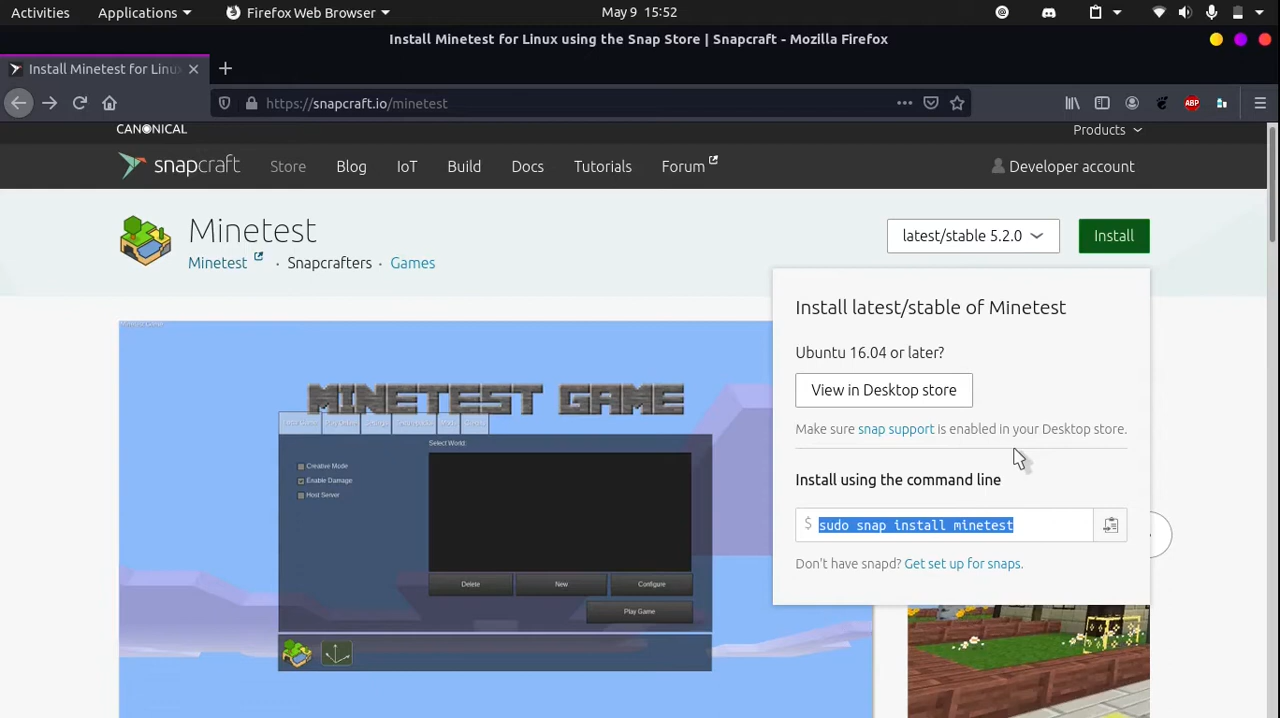 Activities Applications Firefox Web Browser May 9 15:52
Install Minetest for Linux using the Snap Store | Snapcraft - Mozilla Firefox
Install Minetest for Linu
https://snapcraft.io/minetest
ABP
CANONICAL Products
snapcraft Store Blog IoT Build Docs Tutorials Forum Developer account
Minetest
latest/stable 5.2.0 Install
Minetest · Snapcrafters · Games
Install latest/stable of Minetest
Ubuntu 16.04 or later?
View in Desktop store
Make sure snap support is enabled in your Desktop store.
Install using the command line
$ sudo snap install minetest
Don't have snapd? Get set up for snaps.
MINETEST GAME
Select World:
Creative Mode
Enable Damage
Host Server
Delete New Configure
Play Game